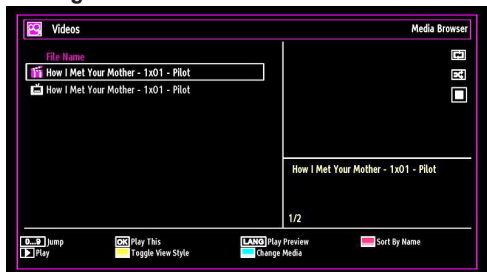 Videos
Media Browser
File Name
How I Met Your Mother - 1x01 - Pilot
How I Met Your Mother - 1x01 - Pilot
How I Met Your Mother - 1x01 - Pilot
1/2
0...9 Jump OK Play This LANG Play Preview Sort By Name
Play Toggle View Style Change Media